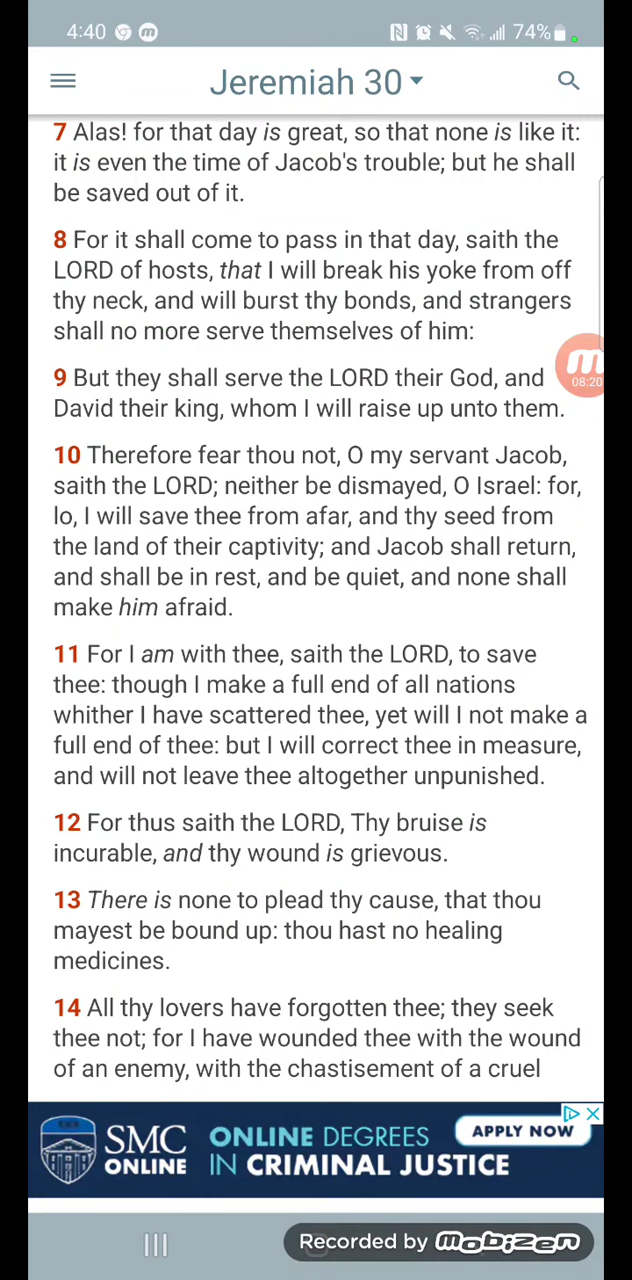 4:40 74%
Jeremiah 30
7 Alas! for that day is great, so that none is like it:
it is even the time of Jacob's trouble; but he shall
be saved out of it.
8 For it shall come to pass in that day, saith the
LORD of hosts, that I will break his yoke from off
thy neck, and will burst thy bonds, and strangers
shall no more serve themselves of him:
9 But they shall serve the LORD their God, and
David their king, whom I will raise up unto them.
m
08:20
10 Therefore fear thou not, O my servant Jacob,
saith the LORD; neither be dismayed, O Israel: for,
lo, I will save thee from afar, and thy seed from
the land of their captivity; and Jacob shall return,
and shall be in rest, and be quiet, and none shall
make him afraid.
11 For I am with thee, saith the LORD, to save
thee: though I make a full end of all nations
whither I have scattered thee, yet will I not make a
full end of thee: but I will correct thee in measure,
and will not leave thee altogether unpunished.
12 For thus saith the LORD, Thy bruise is
incurable, and thy wound is grievous.
13 There is none to plead thy cause, that thou
mayest be bound up: thou hast no healing
medicines.
14 All thy lovers have forgotten thee; they seek
thee not; for I have wounded thee with the wound
of an enemy, with the chastisement of a cruel
SMC
ONLINE
ONLINE DEGREES
IN CRIMINAL JUSTICE
APPLY NOW
Recorded by mobizen